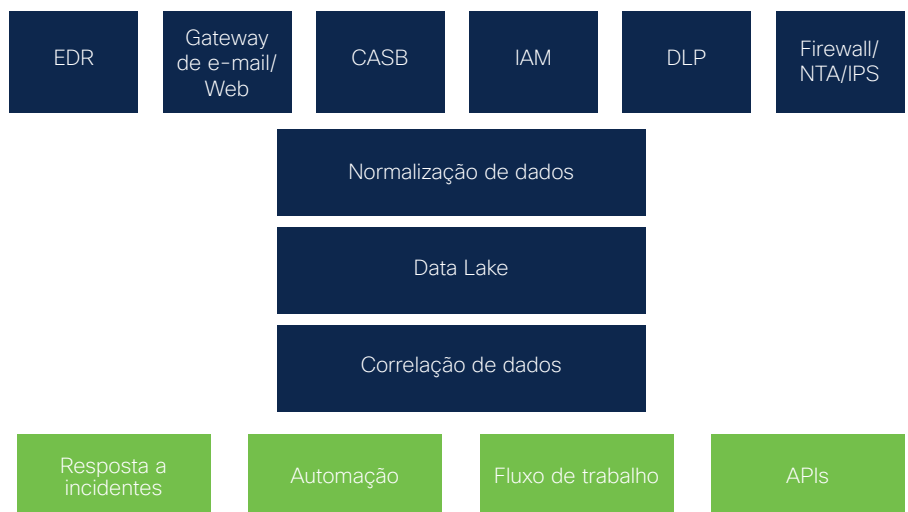 EDR
Gateway
de e-mail/
Web
CASB
IAM
DLP
Firewall/
NTA/IPS
Normalização de dados
Data Lake
Correlação de dados
Resposta a
incidentes
Automação
Fluxo de trabalho
APIs